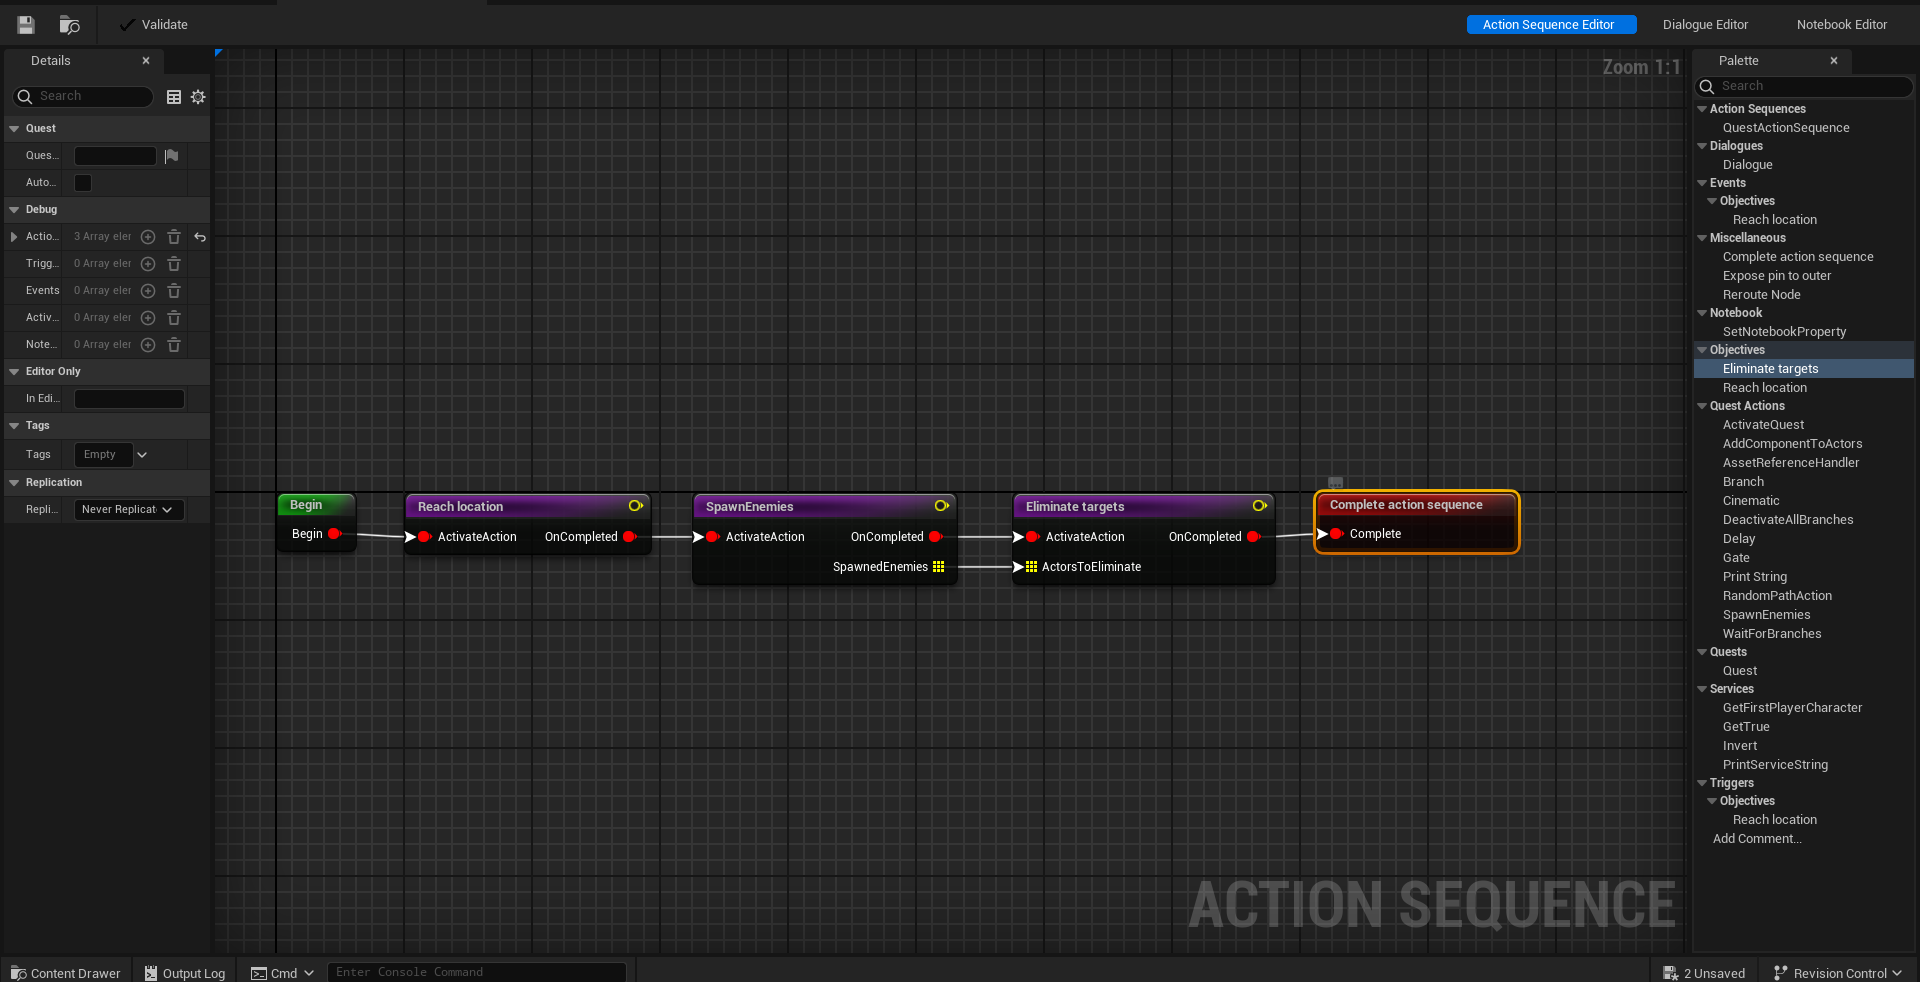 Validate
Action Sequence Editor
Dialogue Editor
Notebook Editor
Details
Search
Quest
Ques...
Auto...
Debug
Actio...
3 Array eler
Trigg...
0 Array eler
Events
0 Array eler
Activ...
0 Array eler
Note...
0 Array eler
Editor Only
In Edi...
Tags
Tags
Empty
Replication
Repli...
Never Replicat
Zoom 1:1
Begin
Begin
Reach location
ActivateAction
OnCompleted
SpawnEnemies
ActivateAction
OnCompleted
SpawnedEnemies
Eliminate targets
ActivateAction
OnCompleted
ActorsToEliminate
Complete action sequence
Complete
ACTION SEQUENCE
Palette
Search
Action Sequences
QuestActionSequence
Dialogues
Dialogue
Events
Objectives
Reach location
Miscellaneous
Complete action sequence
Expose pin to outer
Reroute Node
Notebook
SetNotebookProperty
Objectives
Eliminate targets
Reach location
Quest Actions
ActivateQuest
AddComponentToActors
AssetReferenceHandler
Branch
Cinematic
DeactivateAllBranches
Delay
Gate
Print String
RandomPathAction
SpawnEnemies
WaitForBranches
Quests
Quest
Services
GetFirstPlayerCharacter
GetTrue
Invert
PrintServiceString
Triggers
Objectives
Reach location
Add Comment...
Content Drawer
Output Log
Cmd
Enter Console Command
2 Unsaved
Revision Control